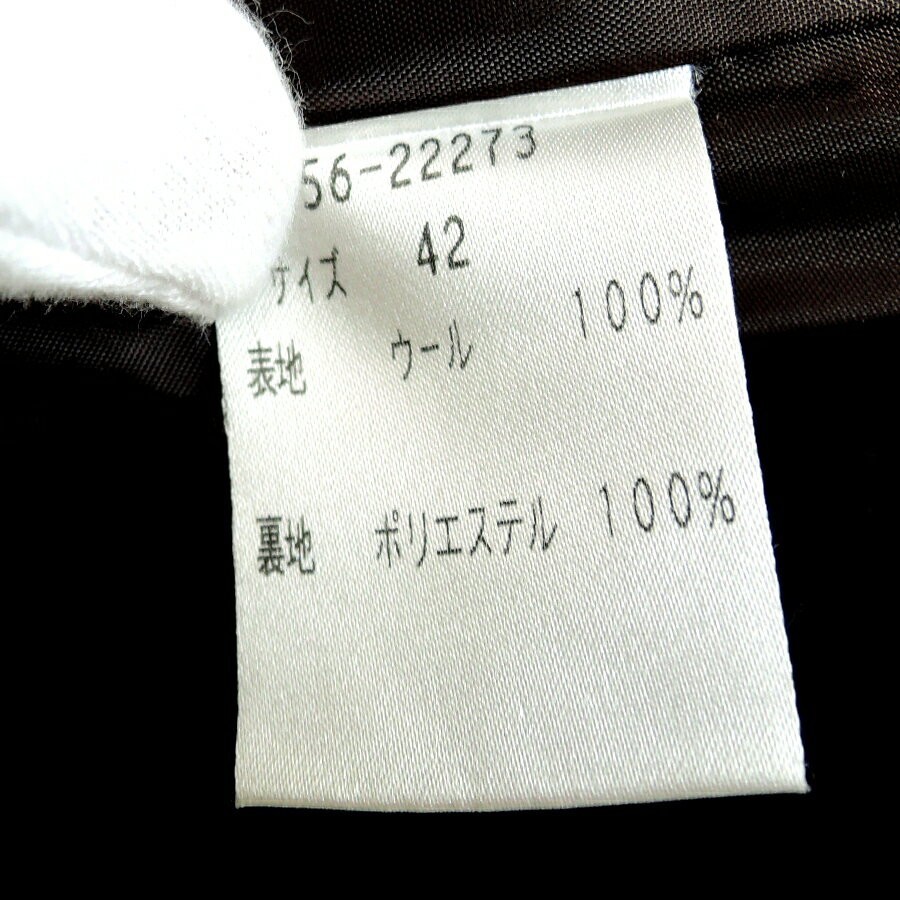 56-22273
サイズ 42
表地 ウール 100%
裏地 ポリエステル 100%